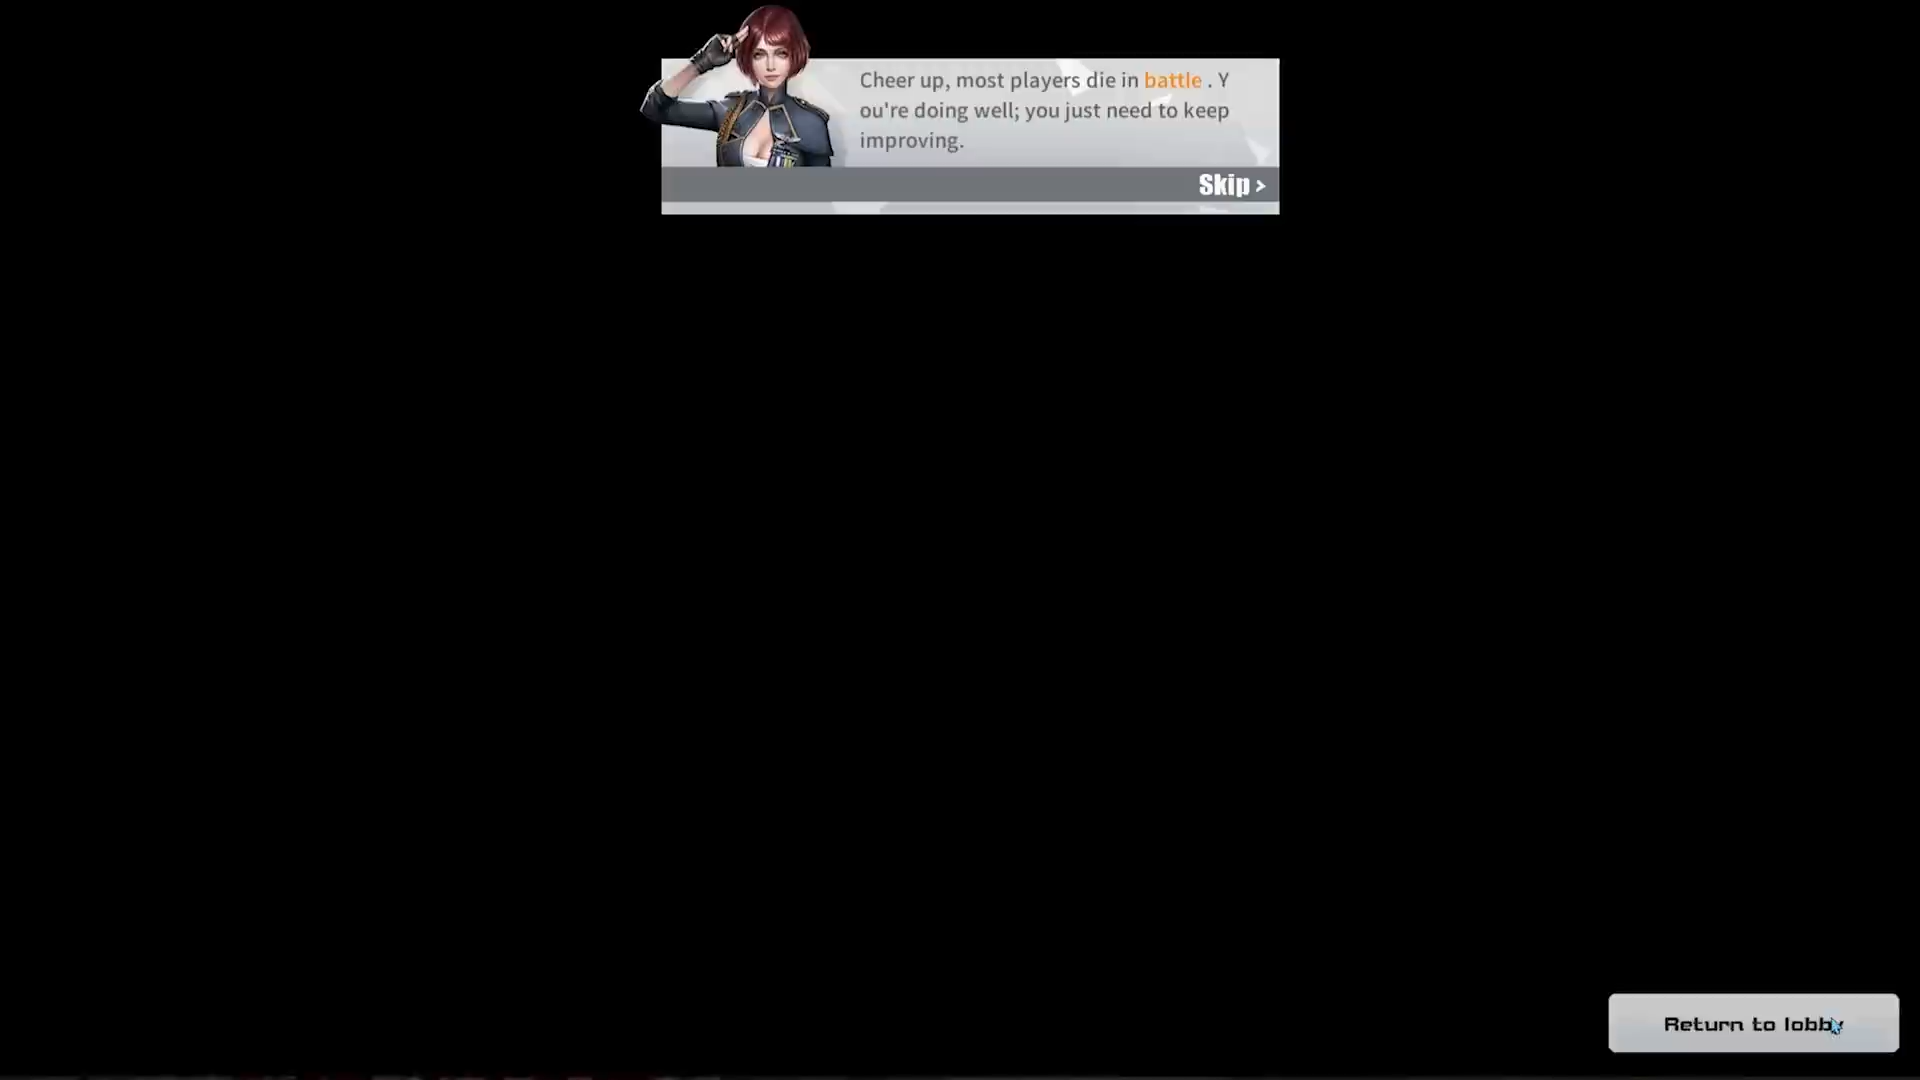 Cheer up, most players die in battle . Y
ou're doing well; you just need to keep
improving.
Skip >
Return to lobby